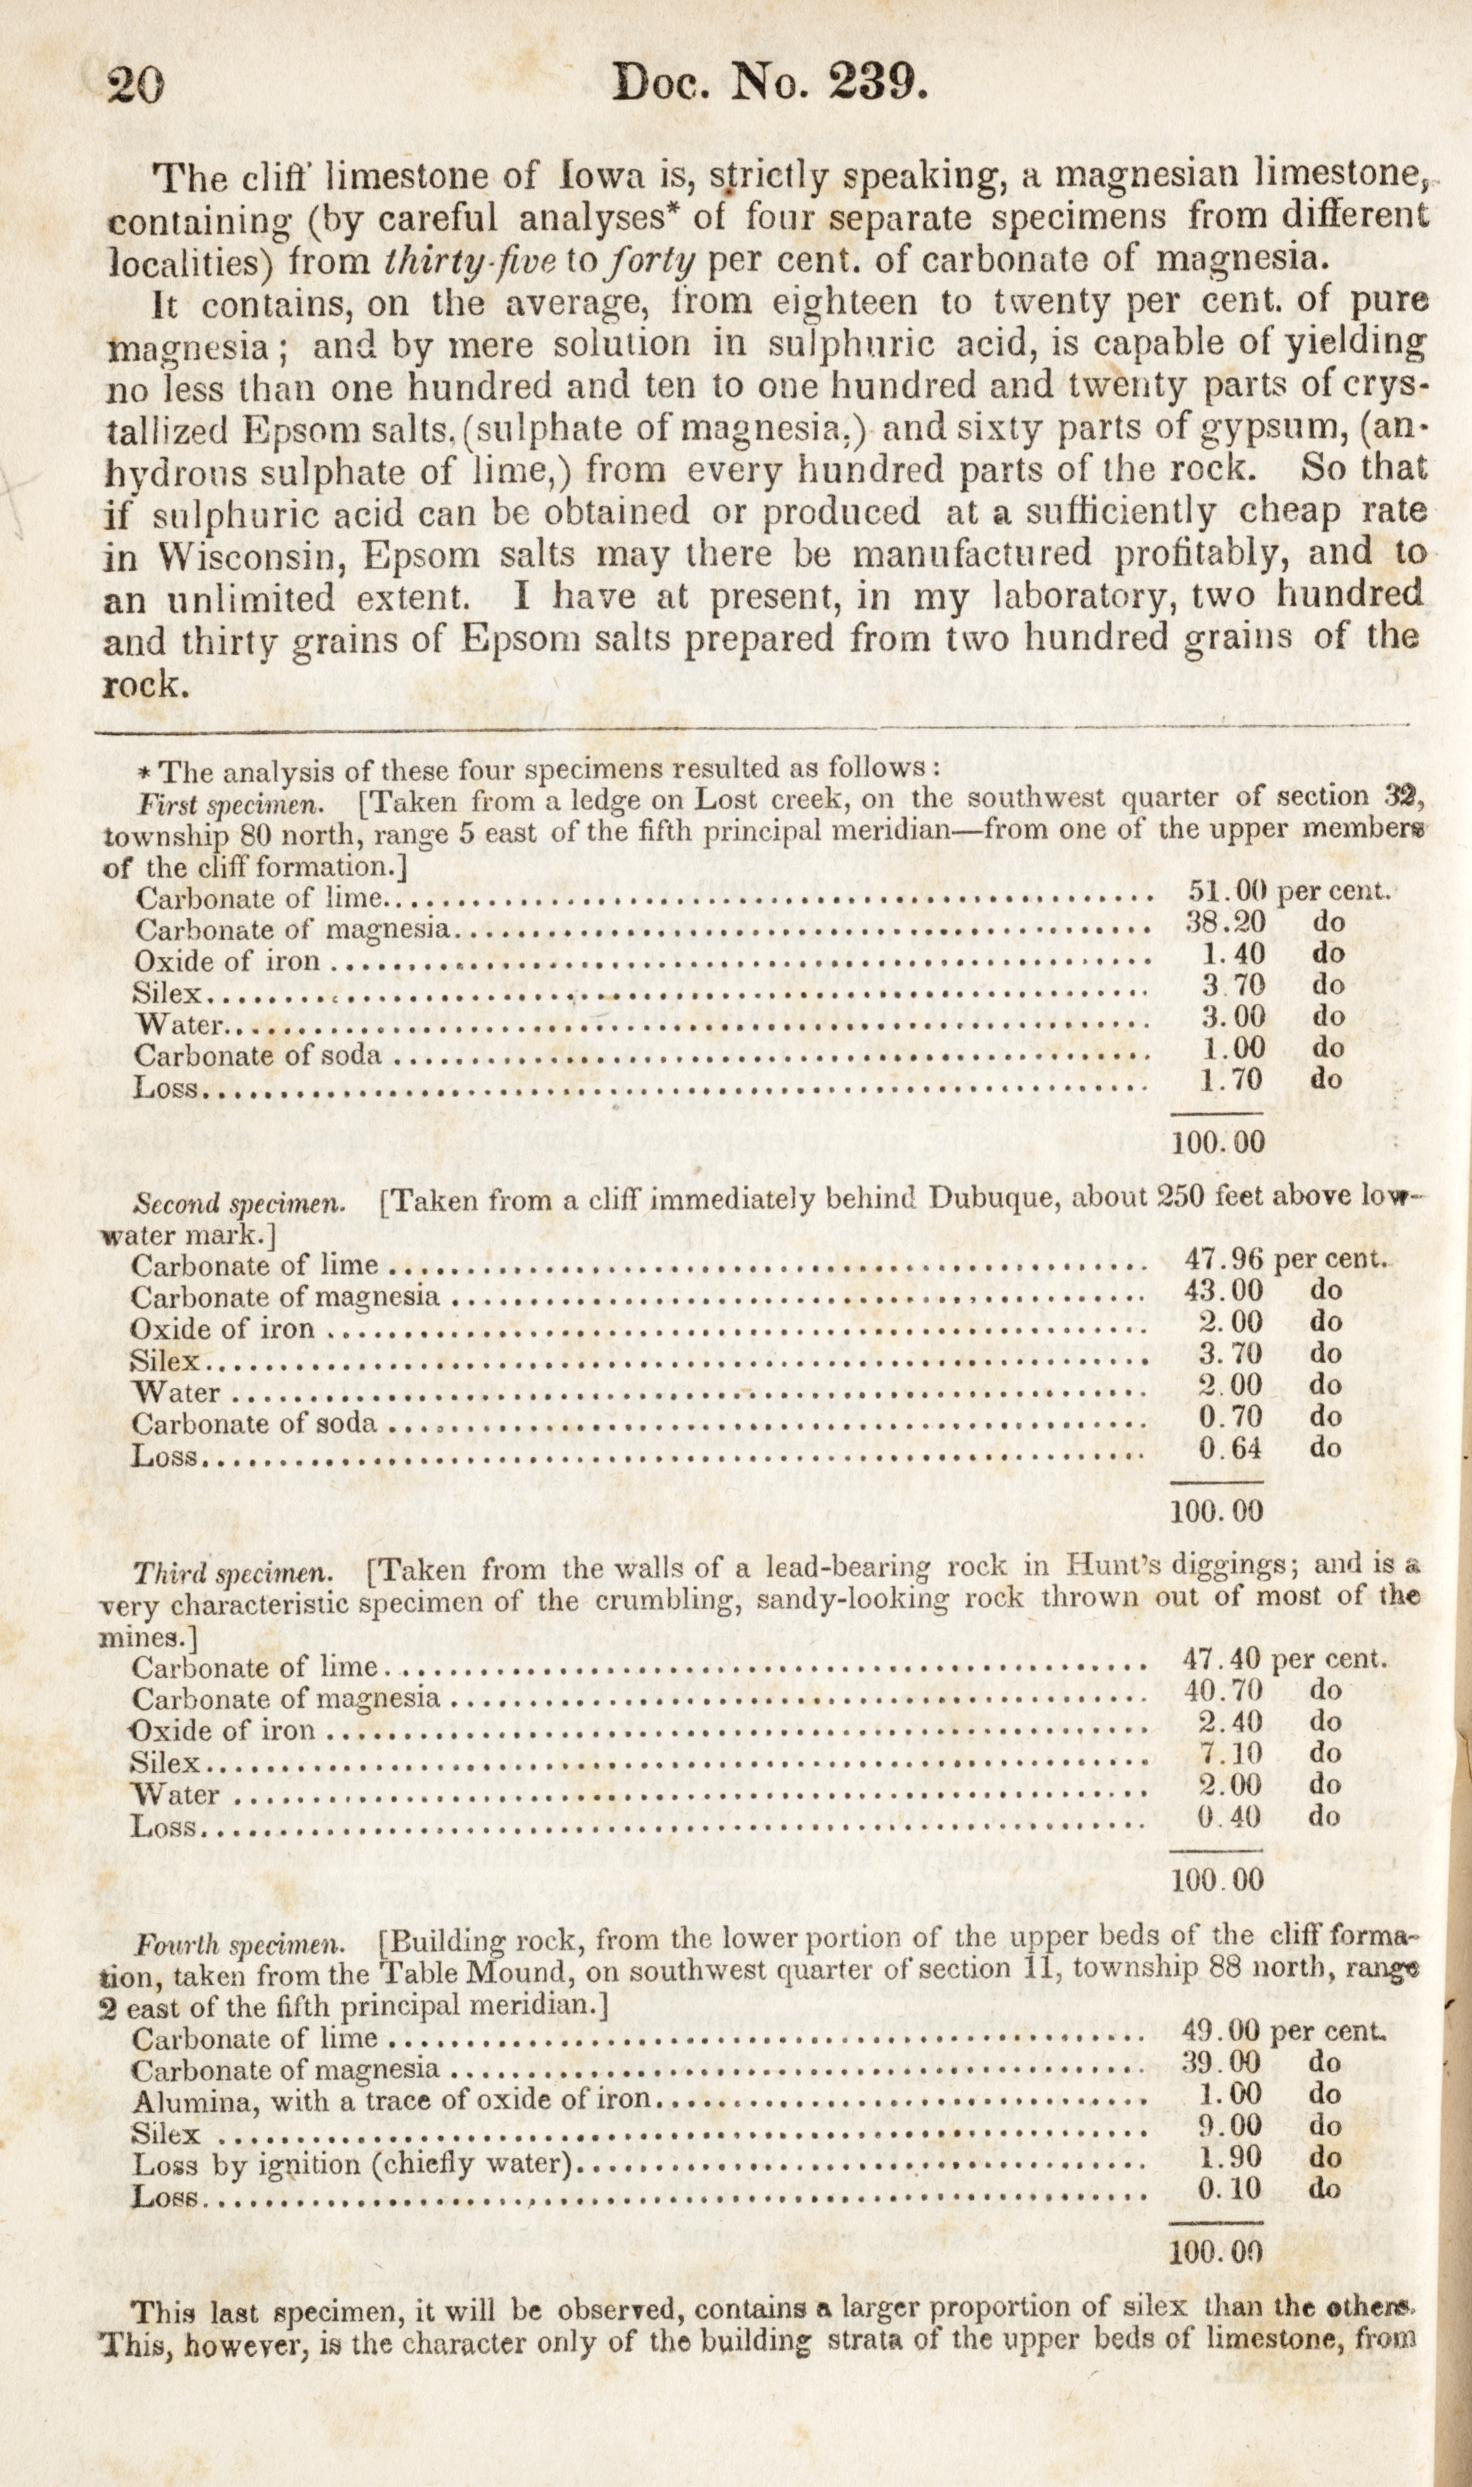 20
Doc. No. 239.
The cliff limestone of Iowa is, strictly speaking, a magnesian limestone,
containing (by careful analyses* of four separate specimens from different
localities) from thirty-five to forty per cent. of carbonate of magnesia.
It contains, on the average, from eighteen to twenty per cent. of pure
magnesia; and by mere solution in sulphuric acid, is capable of yielding
no less than one hundred and ten to one hundred and twenty parts of crys-
tallized Epsom salts, (sulphate of magnesia,) and sixty parts of gypsum, (an-
hydrous sulphate of lime,) from every hundred parts of the rock. So that
if sulphuric acid can be obtained or produced at a sufficiently cheap rate
in Wisconsin, Epsom salts may there be manufactured profitably, and to
an unlimited extent. I have at present, in my laboratory, two hundred
and thirty grains of Epsom salts prepared from two hundred grains of the
rock.
* The analysis of these four specimens resulted as follows:
First specimen. [Taken from a ledge on Lost creek, on the southwest quarter of section 32,
township 80 north, range 5 east of the fifth principal meridian—from one of the upper members
of the cliff formation.]
Carbonate of lime........ 51.00 per cent.
Carbonate of magnesia........ 38.20 do
Oxide of iron........ 1.40 do
Silex........ 3.70 do
Water........ 3.00 do
Carbonate of soda........ 1.00 do
Loss........ 1.70 do
100.00
Second specimen. [Taken from a cliff immediately behind Dubuque, about 250 feet above low-
water mark.]
Carbonate of lime........ 47.96 per cent.
Carbonate of magnesia........ 43.00 do
Oxide of iron........ 2.00 do
Silex........ 3.70 do
Water........ 2.00 do
Carbonate of soda........ 0.70 do
Loss........ 0.64 do
100.00
Third specimen. [Taken from the walls of a lead-bearing rock in Hunt's diggings; and is a
very characteristic specimen of the crumbling, sandy-looking rock thrown out of most of the
mines.]
Carbonate of lime........ 47.40 per cent.
Carbonate of magnesia........ 40.70 do
Oxide of iron........ 2.40 do
Silex........ 7.10 do
Water........ 2.00 do
Loss........ 0.40 do
100.00
Fourth specimen. [Building rock, from the lower portion of the upper beds of the cliff forma-
tion, taken from the Table Mound, on southwest quarter of section 11, township 88 north, range
2 east of the fifth principal meridian.]
Carbonate of lime........ 49.00 per cent.
Carbonate of magnesia........ 39.00 do
Alumina, with a trace of oxide of iron........ 1.00 do
Silex........ 9.00 do
Loss by ignition (chiefly water)........ 1.90 do
Loss........ 0.10 do
100.00
This last specimen, it will be observed, contains a larger proportion of silex than the others.
This, however, is the character only of the building strata of the upper beds of limestone, from